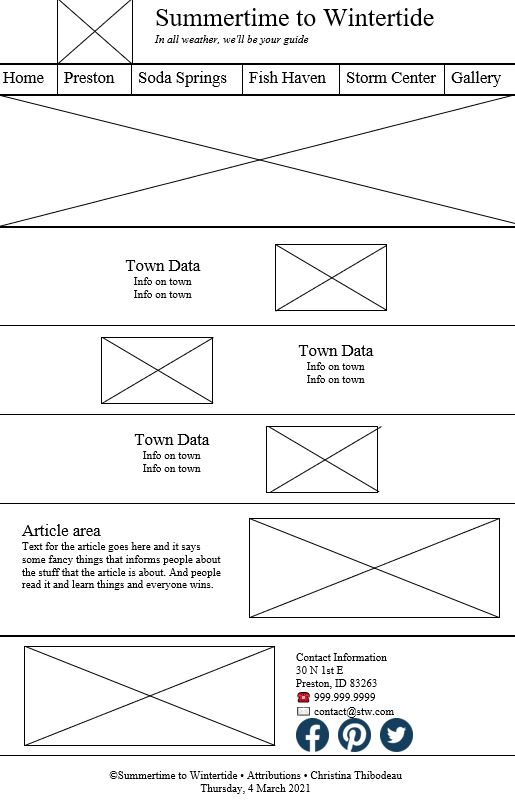 Summertime to Wintertide
In all weather, we'll be your guide
Home Preston Soda Springs Fish Haven Storm Center Gallery
Town Data
Info on town
Info on town
Town Data
Info on town
Info on town
Town Data
Info on town
Info on town
Article area
Text for the article goes here and it says
some fancy things that informs people about
the stuff that the article is about. And people
read it and learn things and everyone wins.
Contact Information
30 N 1st E
Preston, ID 83263
999.999.9999
contact@stw.com
©Summertime to Wintertide • Attributions • Christina Thibodeau
Thursday, 4 March 2021